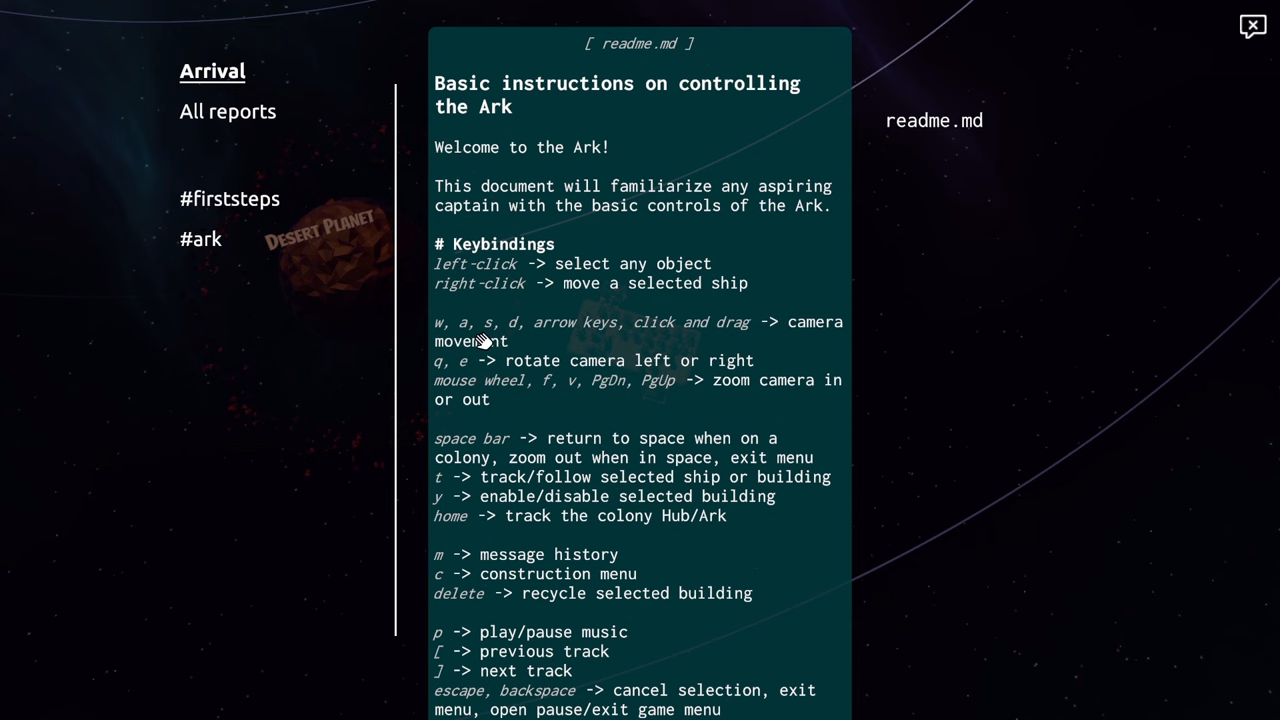 [ readme.md ]
Arrival
All reports
#firststeps
#ark
DESERT PLANET
Basic instructions on controlling
the Ark
Welcome to the Ark!
This document will familiarize any aspiring
captain with the basic controls of the Ark.
# Keybindings
left-click -> select any object
right-click -> move a selected ship
w, a, s, d, arrow keys, click and drag -> camera
movement
q, e -> rotate camera left or right
mouse wheel, f, v, PgDn, PgUp -> zoom camera in
or out
space bar -> return to space when on a
colony, zoom out when in space, exit menu
t -> track/follow selected ship or building
y -> enable/disable selected building
home -> track the colony Hub/Ark
m -> message history
c -> construction menu
delete -> recycle selected building
p -> play/pause music
[ -> previous track
] -> next track
escape, backspace -> cancel selection, exit
menu, open pause/exit game menu
readme.md